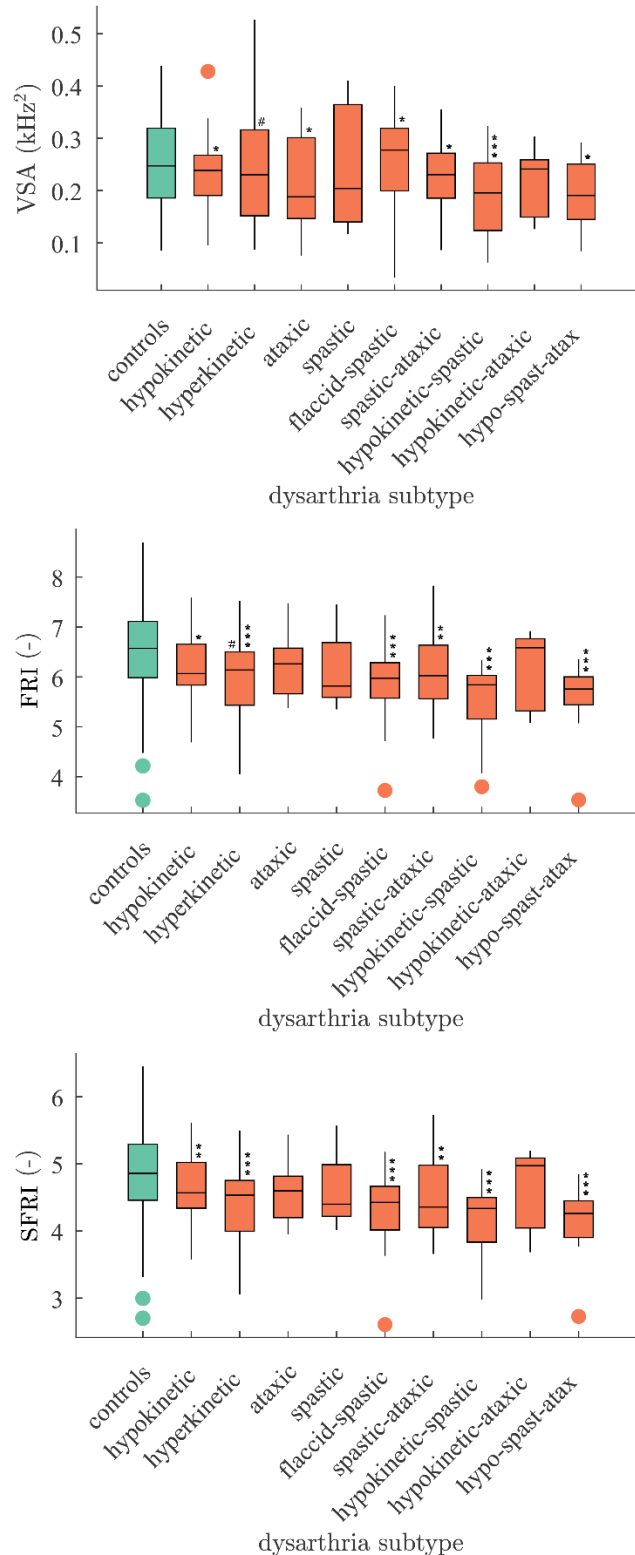 0.5
0.4
0.3
0.2
0.1
VSA (kHz²)
* # * * * *** *
controls
hypokinetic
hyperkinetic
ataxic
spastic
flaccid-spastic
spastic-ataxic
hypokinetic-spastic
hypokinetic-ataxic
hypo-spast-atax
dysarthria subtype
8
7
6
5
4
FRI (-)
* # *** *** ** *** ***
controls
hypokinetic
hyperkinetic
ataxic
spastic
flaccid-spastic
spastic-ataxic
hypokinetic-spastic
hypokinetic-ataxic
hypo-spast-atax
dysarthria subtype
6
5
4
3
SFRI (-)
** *** *** ** *** ***
controls
hypokinetic
hyperkinetic
ataxic
spastic
flaccid-spastic
spastic-ataxic
hypokinetic-spastic
hypokinetic-ataxic
hypo-spast-atax
dysarthria subtype